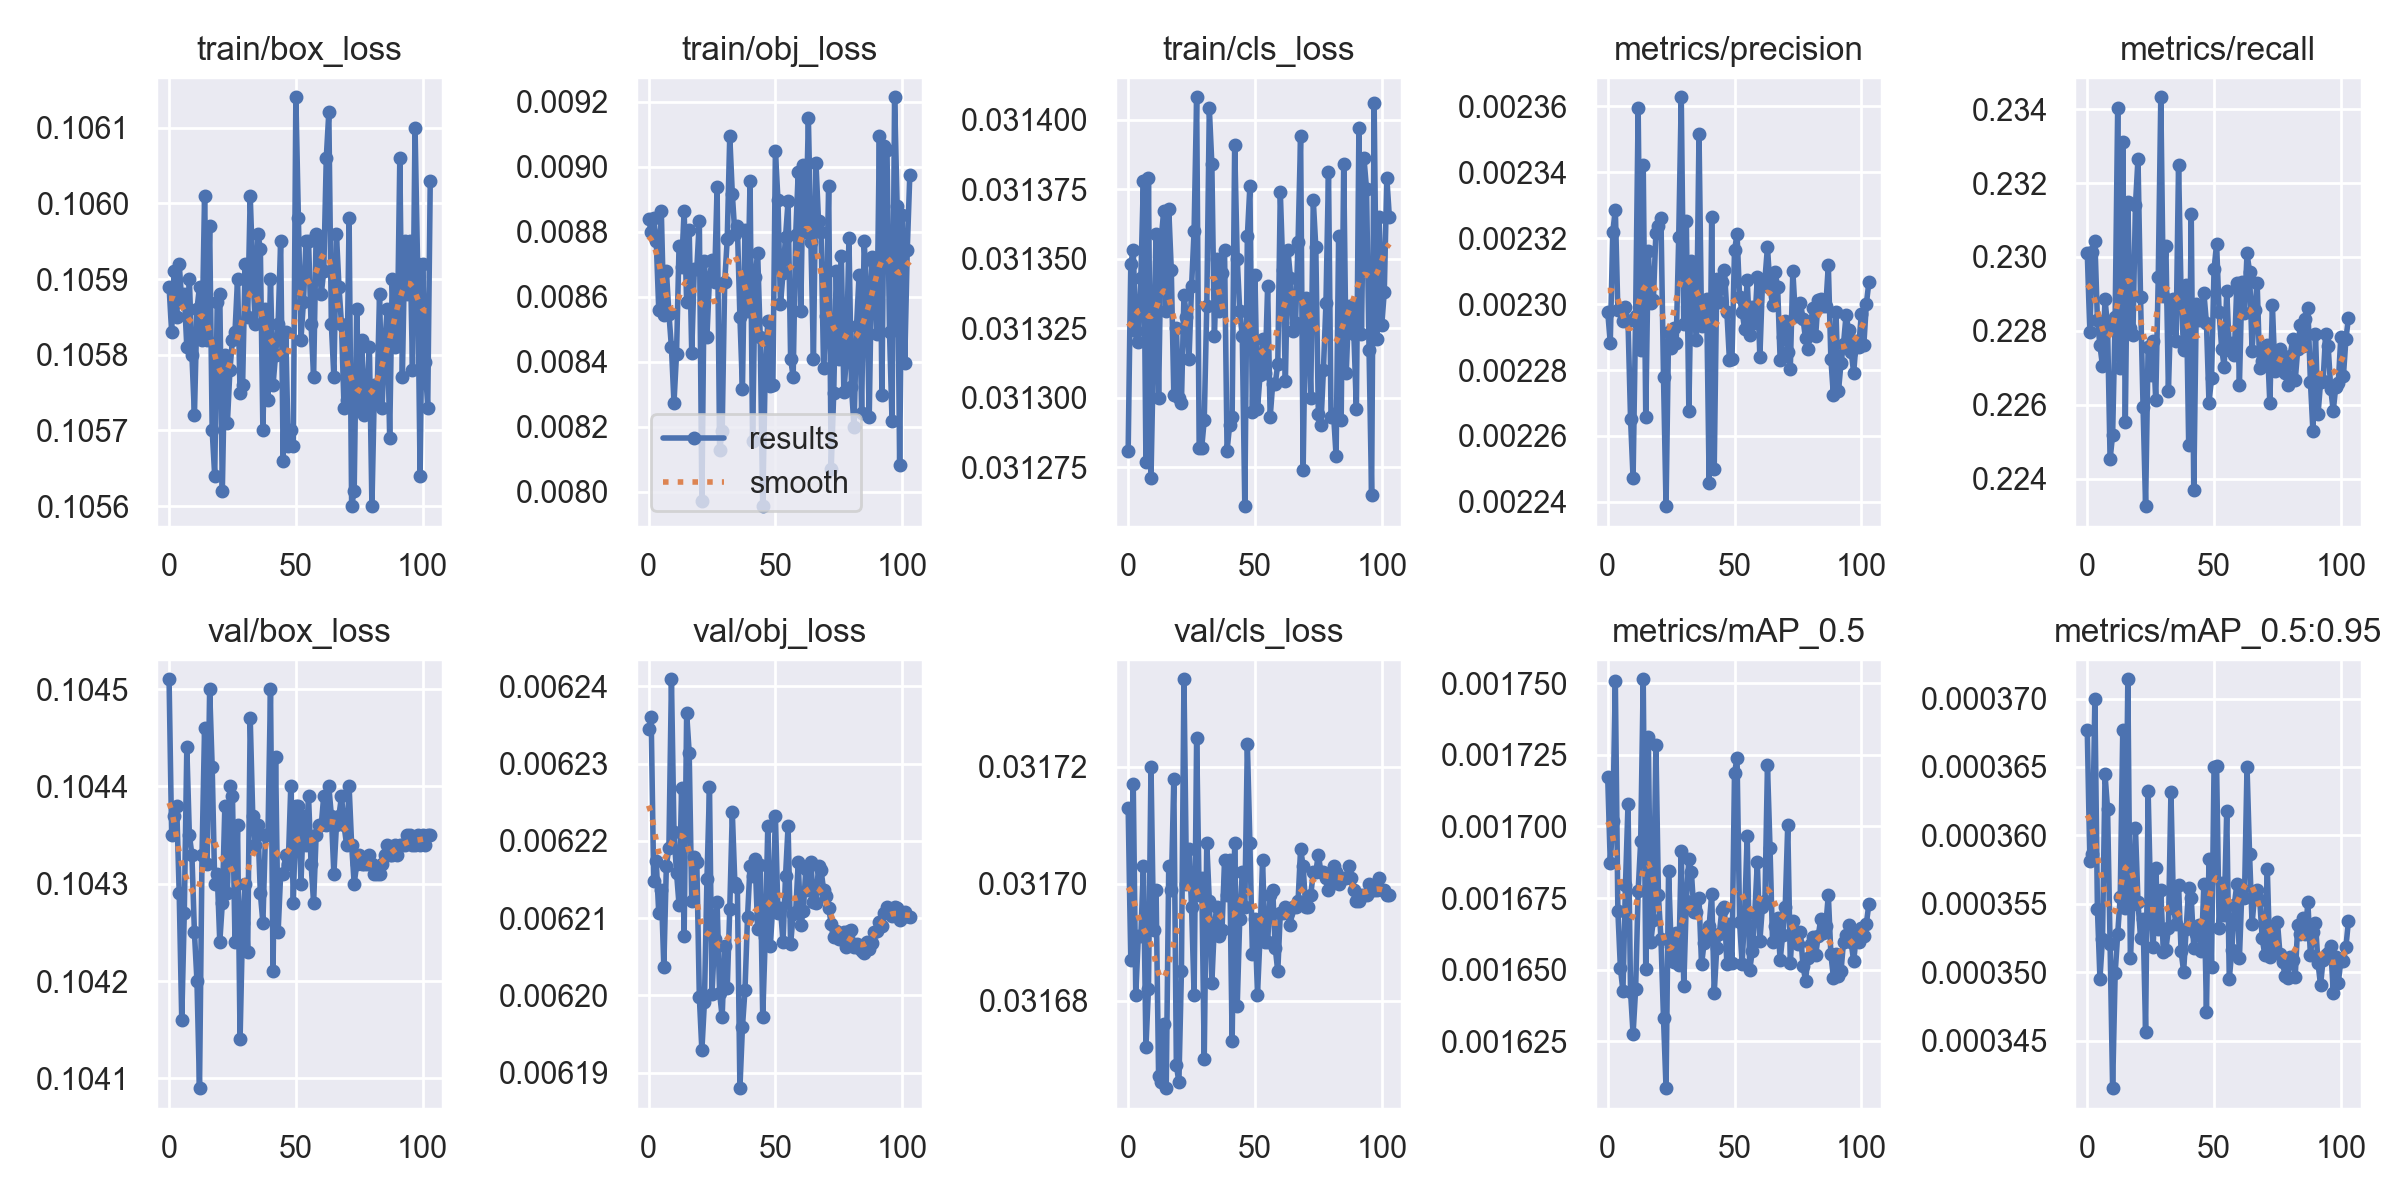 train/box_loss
0.1061
0.1060
0.1059
0.1058
0.1057
0.1056
0 50 100
train/obj_loss
0.0092
0.0090
0.0088
0.0086
0.0084
0.0082
0.0080
results
smooth
0 50 100
train/cls_loss
0.031400
0.031375
0.031350
0.031325
0.031300
0.031275
0 50 100
metrics/precision
0.00236
0.00234
0.00232
0.00230
0.00228
0.00226
0.00224
0 50 100
metrics/recall
0.234
0.232
0.230
0.228
0.226
0.224
0 50 100
val/box_loss
0.1045
0.1044
0.1043
0.1042
0.1041
0 50 100
val/obj_loss
0.00624
0.00623
0.00622
0.00621
0.00620
0.00619
0 50 100
val/cls_loss
0.03172
0.03170
0.03168
0 50 100
metrics/mAP_0.5
0.001750
0.001725
0.001700
0.001675
0.001650
0.001625
0 50 100
metrics/mAP_0.5:0.95
0.000370
0.000365
0.000360
0.000355
0.000350
0.000345
0 50 100